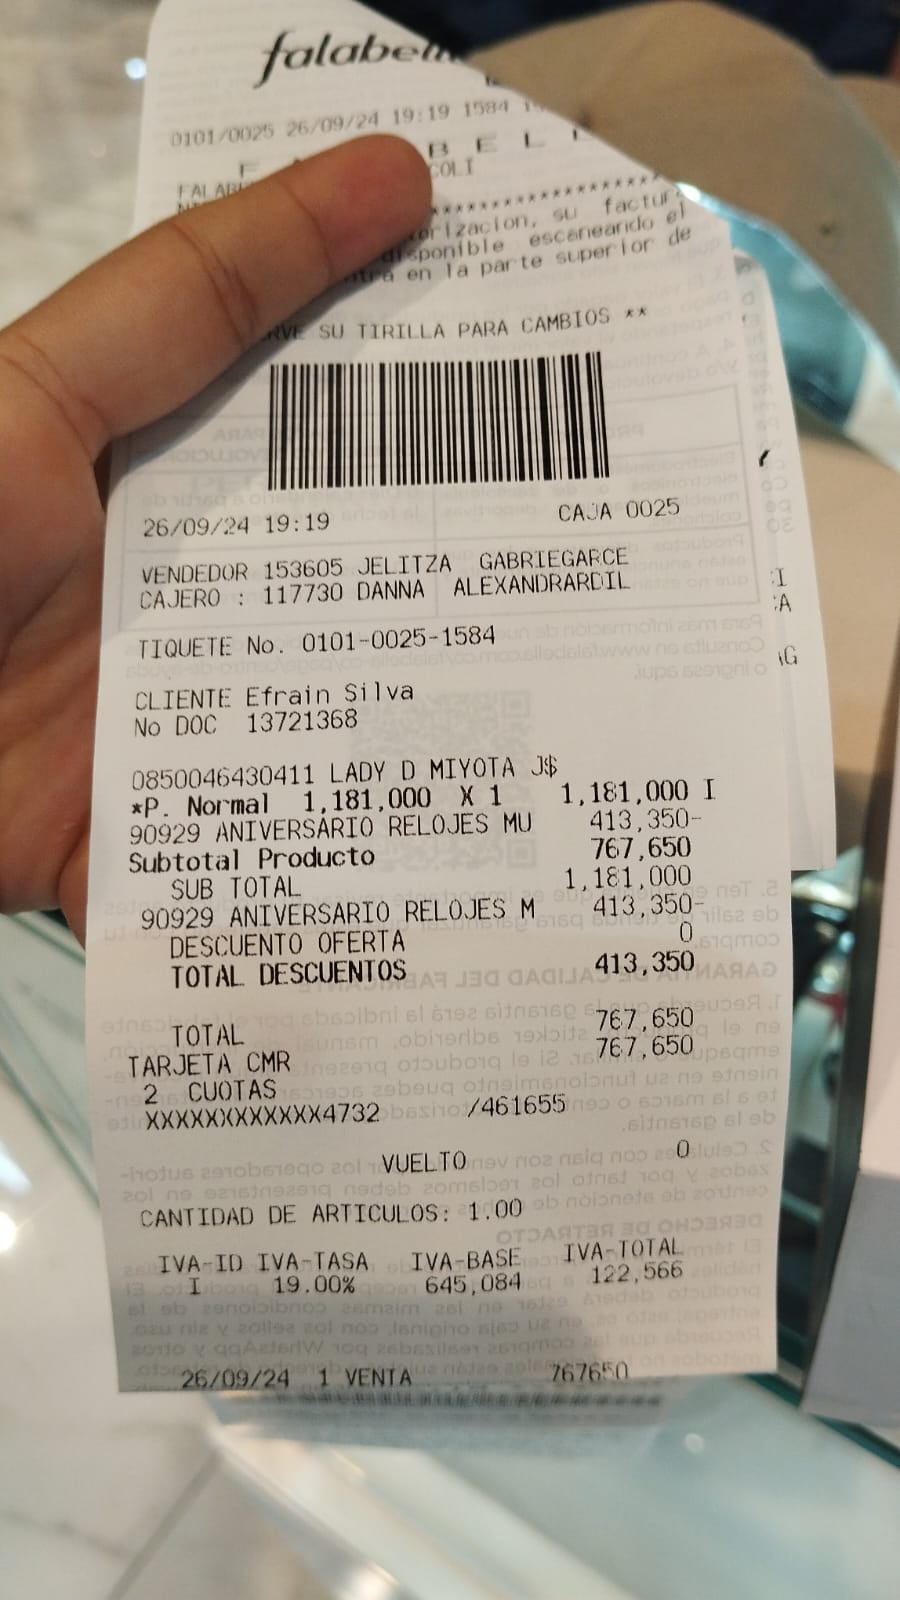 falabell
0101/0025 26/09/24 19:19 1584
B E L
COLI
FALAB
********************
orizacion, su factur
disponible escaneando el
en la parte superior de
RVE SU TIRILLA PARA CAMBIOS **
26/09/24 19:19 CAJA 0025
VENDEDOR 153605 JELITZA GABRIEGARCE
CAJERO : 117730 DANNA ALEXANDRARDIL
TIQUETE No. 0101-0025-1584
CLIENTE Efrain Silva
No DOC 13721368
0850046430411 LADY D MIYOTA J$
*P. Normal 1,181,000 X 1 1,181,000 I
90929 ANIVERSARIO RELOJES MU 413,350-
Subtotal Producto 767,650
SUB TOTAL 1,181,000
90929 ANIVERSARIO RELOJES M 413,350-
DESCUENTO OFERTA 0
TOTAL DESCUENTOS 413,350
TOTAL 767,650
TARJETA CMR 767,650
2 CUOTAS
XXXXXXXXXXXX4732 /461655
VUELTO 0
CANTIDAD DE ARTICULOS: 1.00
IVA-ID IVA-TASA IVA-BASE IVA-TOTAL
I 19.00% 645,084 122,566
26/09/24 1 VENTA 767650